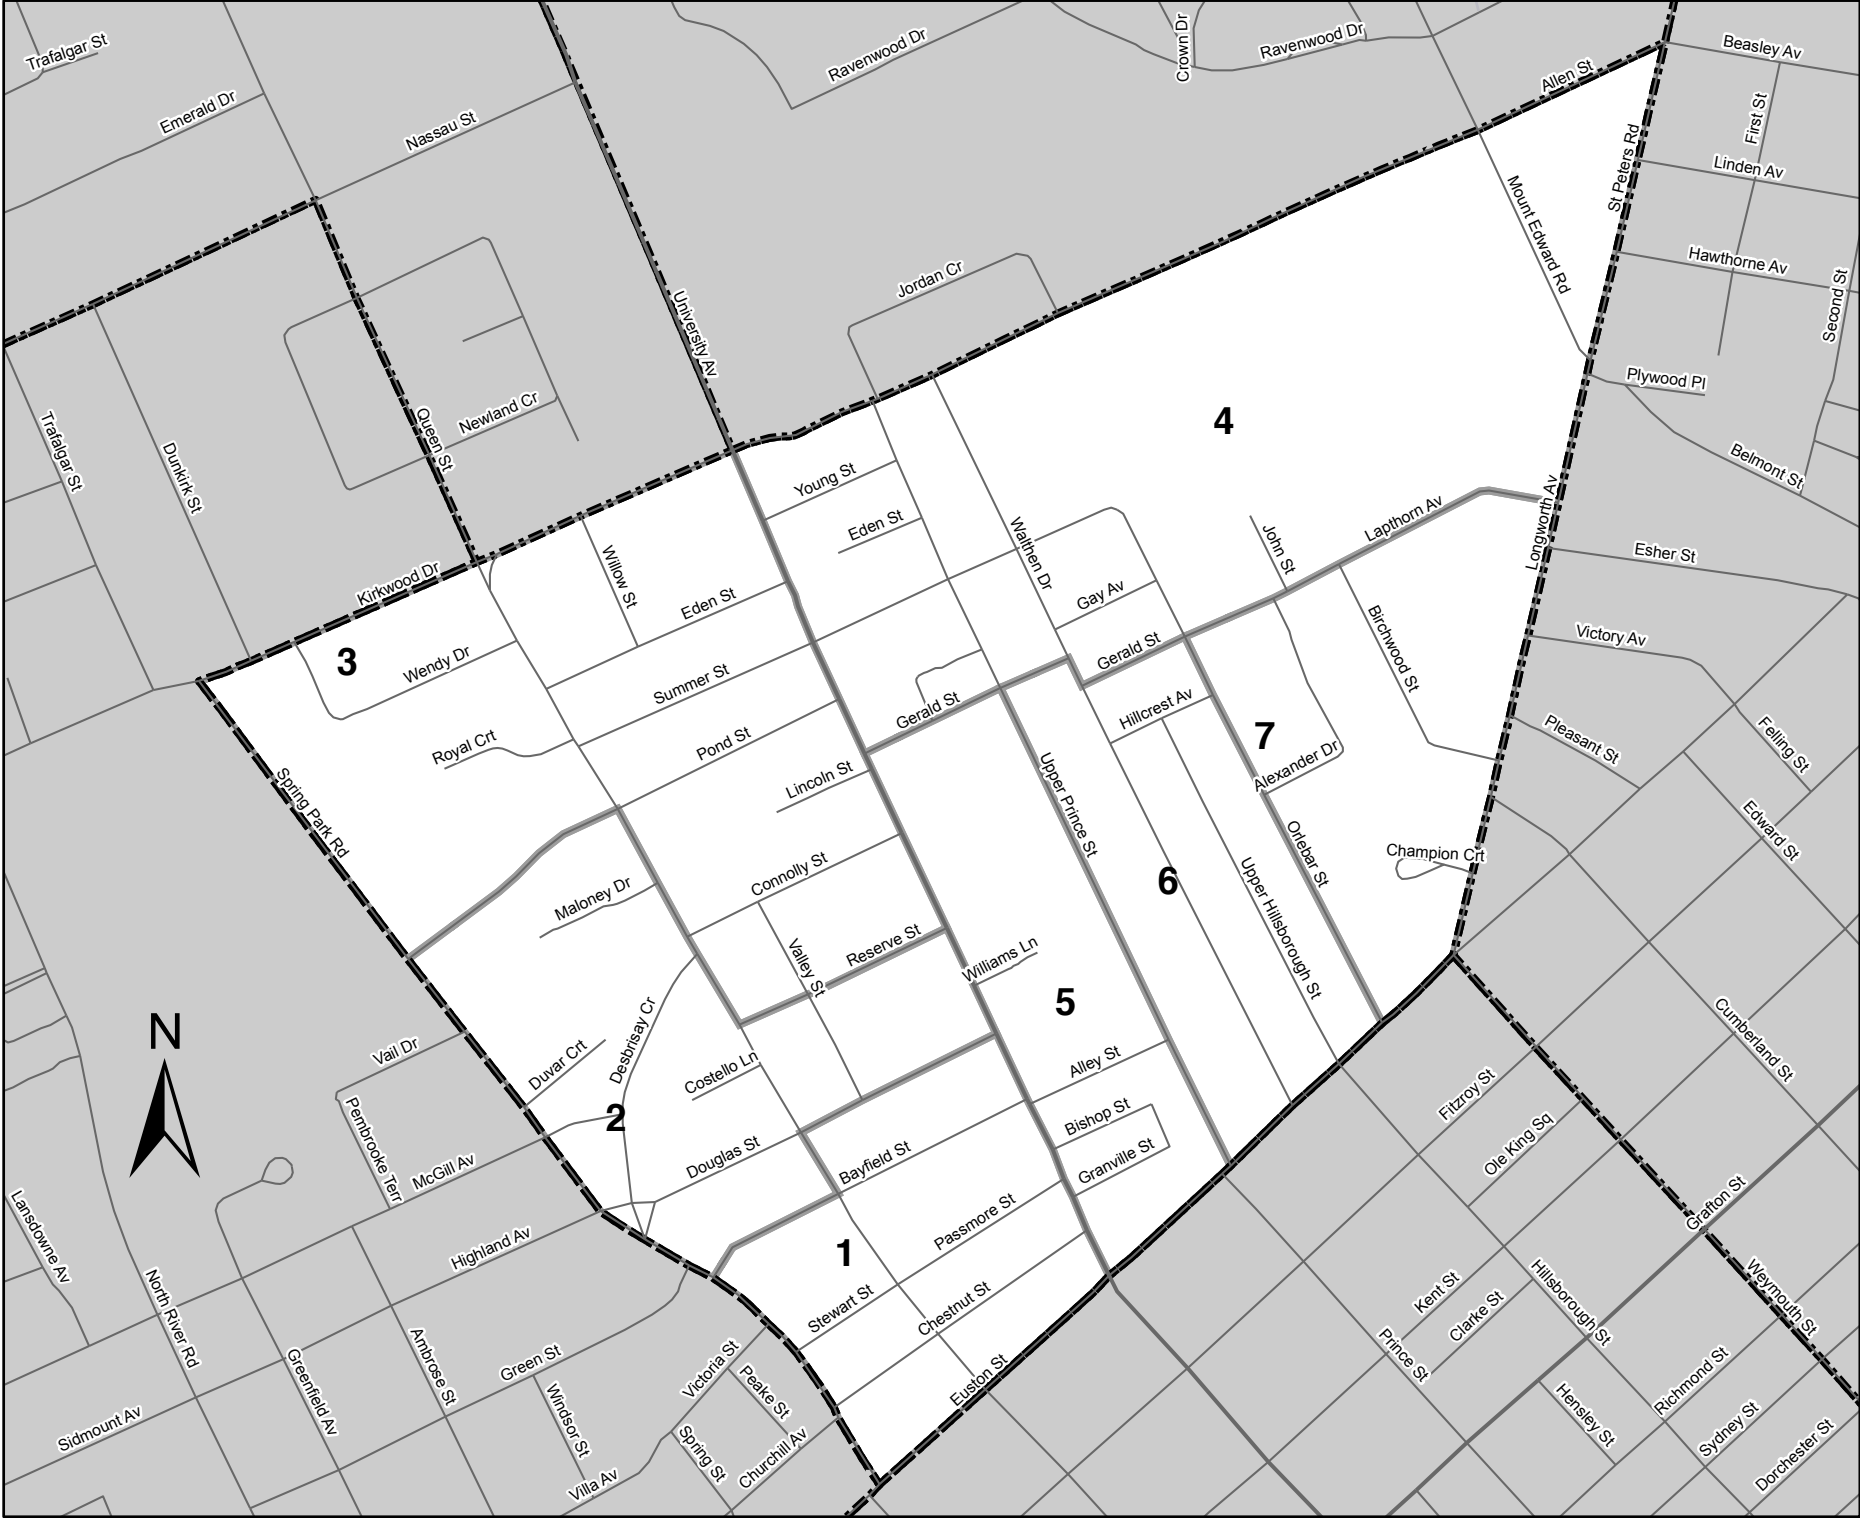 Trafalgar St
Emerald Dr
Nassau St
Ravenwood Dr
Crown Dr
Ravenwood Dr
Allen St
Beasley Av
First St
St Peters Rd
Linden Av
Mount Edward Rd
Hawthorne Av
Second St
Jordan Cr
University Av
Plywood Pl
Newland Cr
Queen St
Trafalgar St
Dunkirk St
4
Belmont St
Young St
Eden St
Walthen Dr
John St
Lapthorn Av
Longworth Av
Esher St
Kirkwood Dr
Willow St
Eden St
Gay Av
Birchwood St
Victory Av
3
Wendy Dr
Gerald St
Summer St
Gerald St
Hillcrest Av
7
Pleasant St
Felling St
Royal Crt
Pond St
Lincoln St
Upper Prince St
Alexander Dr
Spring Park Rd
Edward St
Orlebar St
Champion Crt
6
Connolly St
Maloney Dr
Upper Hillsborough St
Valley St
Reserve St
Williams Ln
5
N
Desbrisay Cr
Cumberland St
Vail Dr
Duvar Crt
Costello Ln
Alley St
Fitzroy St
Pembrooke Terr
2
Bishop St
Ole King Sq
McGill Av
Douglas St
Bayfield St
Granville St
Lansdowne Av
Grafton St
Highland Av
Passmore St
1
North River Rd
Stewart St
Chestnut St
Kent St
Clarke St
Hillsborough St
Weymouth St
Ambrose St
Green St
Victoria St
Peake St
Euston St
Prince St
Greenfield Av
Windsor St
Richmond St
Hensley St
Sidmount Av
Spring St
Churchill Av
Sydney St
Dorchester St
Villa Av